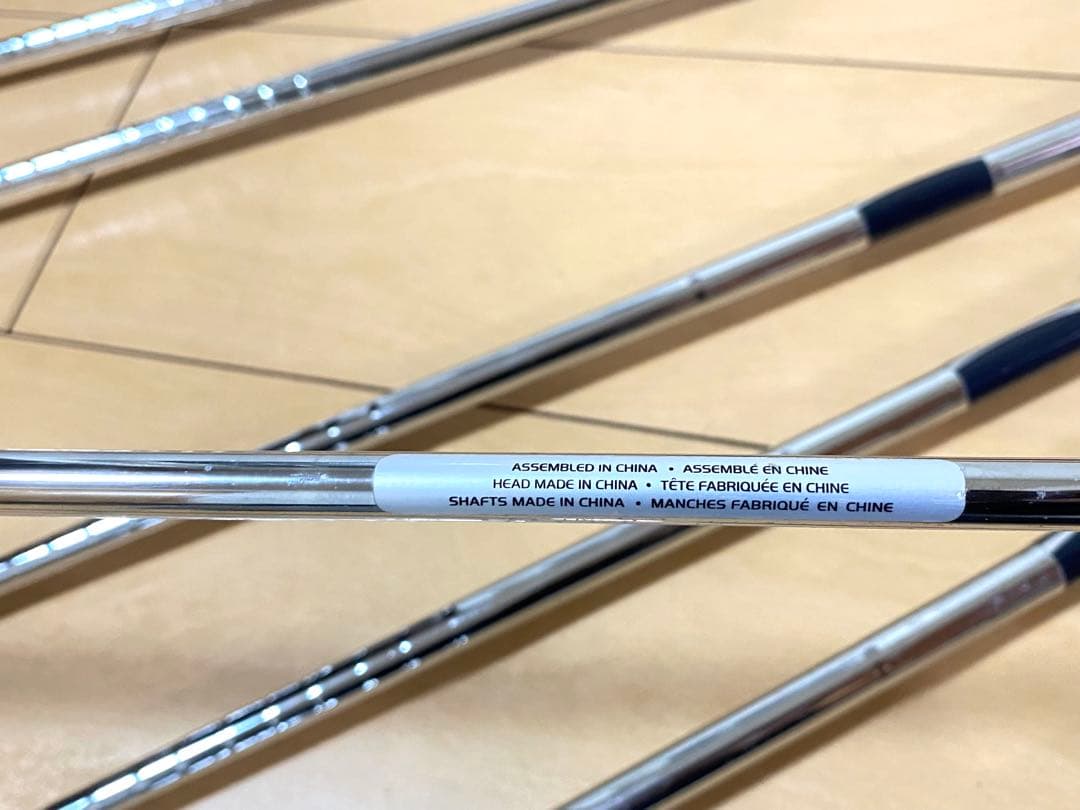 ASSEMBLED IN CHINA • ASSEMBLÉ EN CHINE
HEAD MADE IN CHINA • TÊTE FABRIQUÉE EN CHINE
SHAFTS MADE IN CHINA • MANCHES FABRIQUÉ EN CHINE